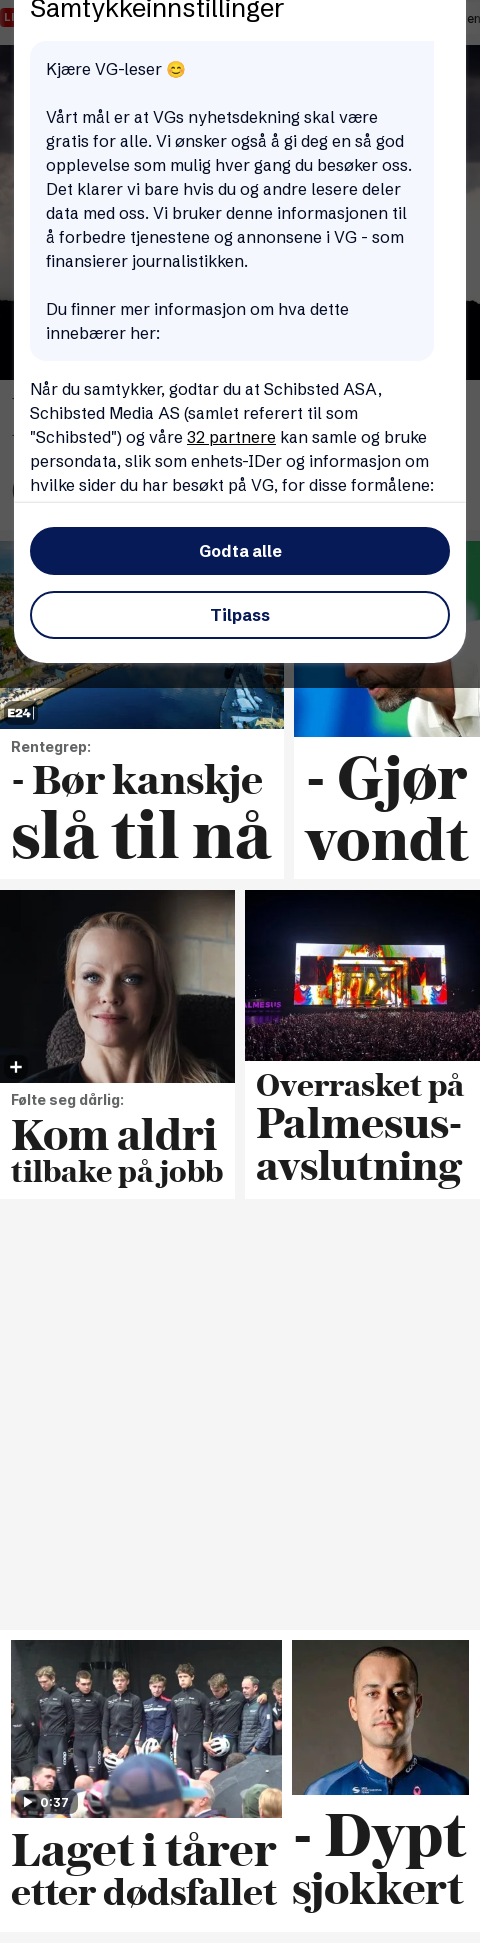 Samtykkeinnstillinger
Kjære VG-leser 😊
Vårt mål er at VGs nyhetsdekning skal være
gratis for alle. Vi ønsker også å gi deg en så god
opplevelse som mulig hver gang du besøker oss.
Det klarer vi bare hvis du og andre lesere deler
data med oss. Vi bruker denne informasjonen til
å forbedre tjenestene og annonsene i VG - som
finansierer journalistikken.
Du finner mer informasjon om hva dette
innebærer her:
Når du samtykker, godtar du at Schibsted ASA,
Schibsted Media AS (samlet referert til som
"Schibsted") og våre 32 partnere kan samle og bruke
persondata, slik som enhets-IDer og informasjon om
hvilke sider du har besøkt på VG, for disse formålene:
Godta alle
Tilpass
E24
Rentegrep:
- Bør kanskje
slå til nå
- Gjør
vondt
Følte seg dårlig:
Kom aldri
tilbake på jobb
Overrasket på
Palmesus-
avslutning
0:37
Laget i tårer
etter dødsfallet
- Dypt
sjokkert